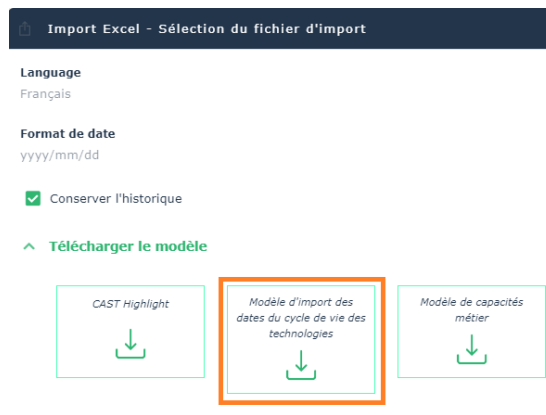 Import Excel - Sélection du fichier d'import
Language
Français
Format de date
yyyy/mm/dd
Conserver l'historique
Télécharger le modèle
CAST Highlight
Modèle d'import des
dates du cycle de vie des
technologies
Modèle de capacités
métier